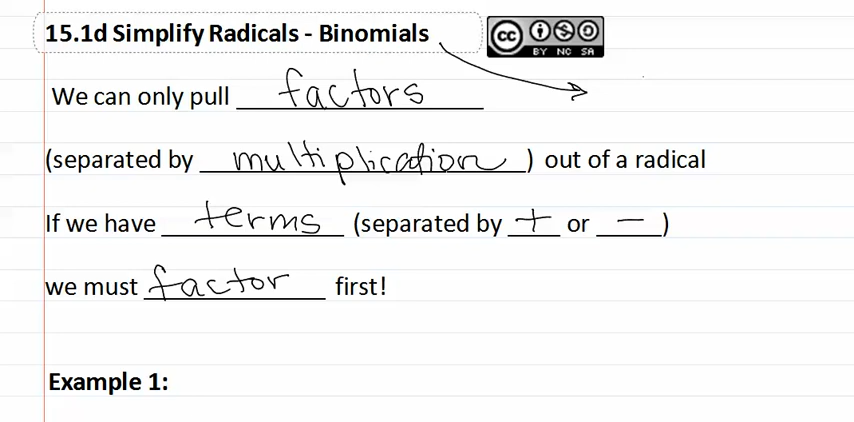 15.1d Simplify Radicals - Binomials
cc BY NC SA
We can only pull factors
(separated by multiplication) out of a radical
If we have terms (separated by + or −)
we must factor first!
Example 1: